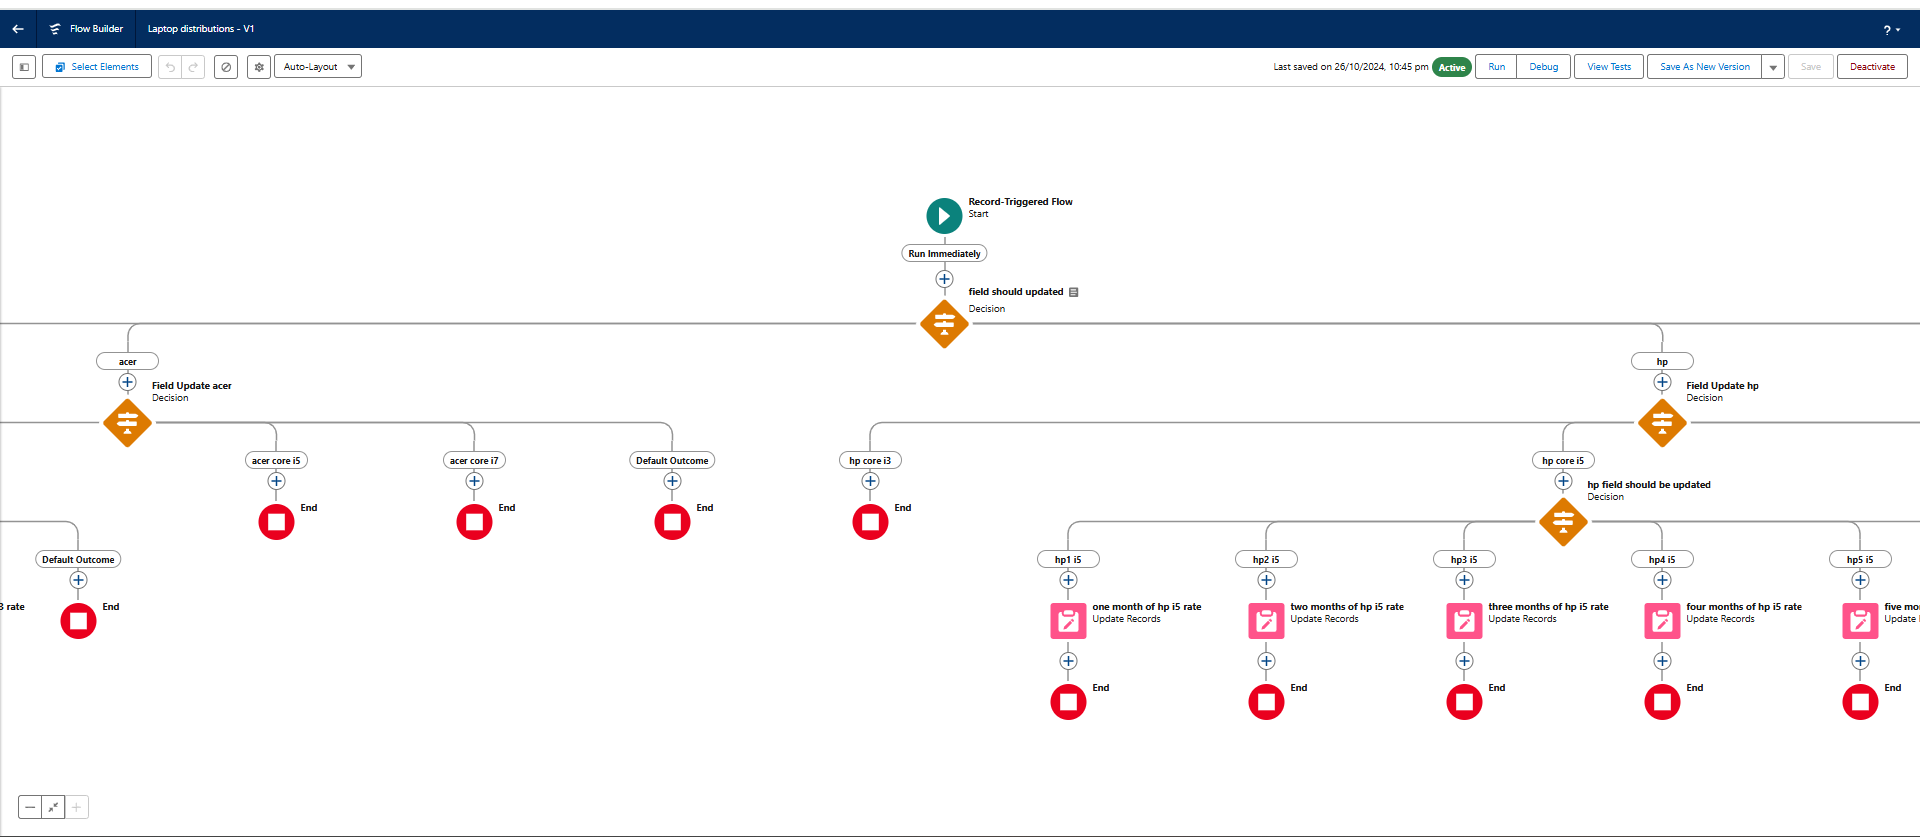 Flow Builder
Laptop distributions - V1
?
Select Elements
Auto-Layout
Last saved on 26/10/2024, 10:45 pm
Active
Run
Debug
View Tests
Save As New Version
Save
Deactivate
Record-Triggered Flow
Start
Run Immediately
field should updated
Decision
acer
hp
Field Update acer
Decision
Field Update hp
Decision
acer core i5
acer core i7
Default Outcome
hp core i3
hp core i5
End
End
End
End
hp field should be updated
Decision
Default Outcome
hp1 i5
hp2 i5
hp3 i5
hp4 i5
hp5 i5
3 rate
End
one month of hp i5 rate
Update Records
two months of hp i5 rate
Update Records
three months of hp i5 rate
Update Records
four months of hp i5 rate
Update Records
five mo
Update
End
End
End
End
End